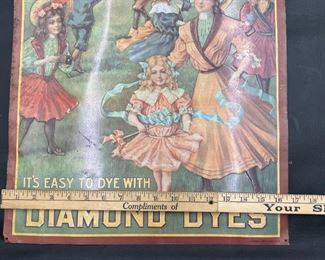 IT'S EASY TO DYE WITH
Compliments of
Your S
DIAMOND DYES